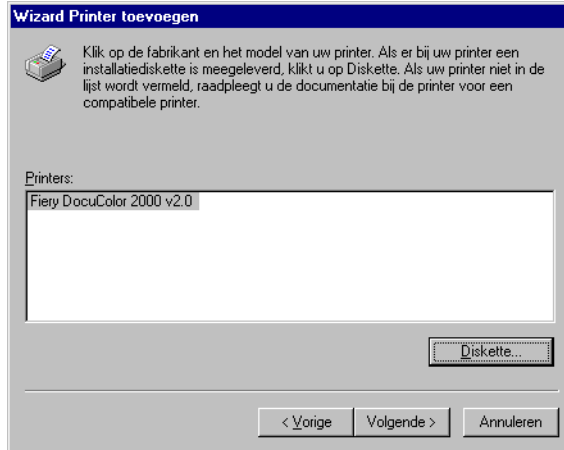 Wizard Printer toevoegen
Klik op de fabrikant en het model van uw printer. Als er bij uw printer een
installatiediskette is meegeleverd, klikt u op Diskette. Als uw printer niet in de
lijst wordt vermeld, raadpleegt u de documentatie bij de printer voor een
compatibele printer.
Printers:
Fiery DocuColor 2000 v2.0
Diskette...
< Vorige
Volgende >
Annuleren